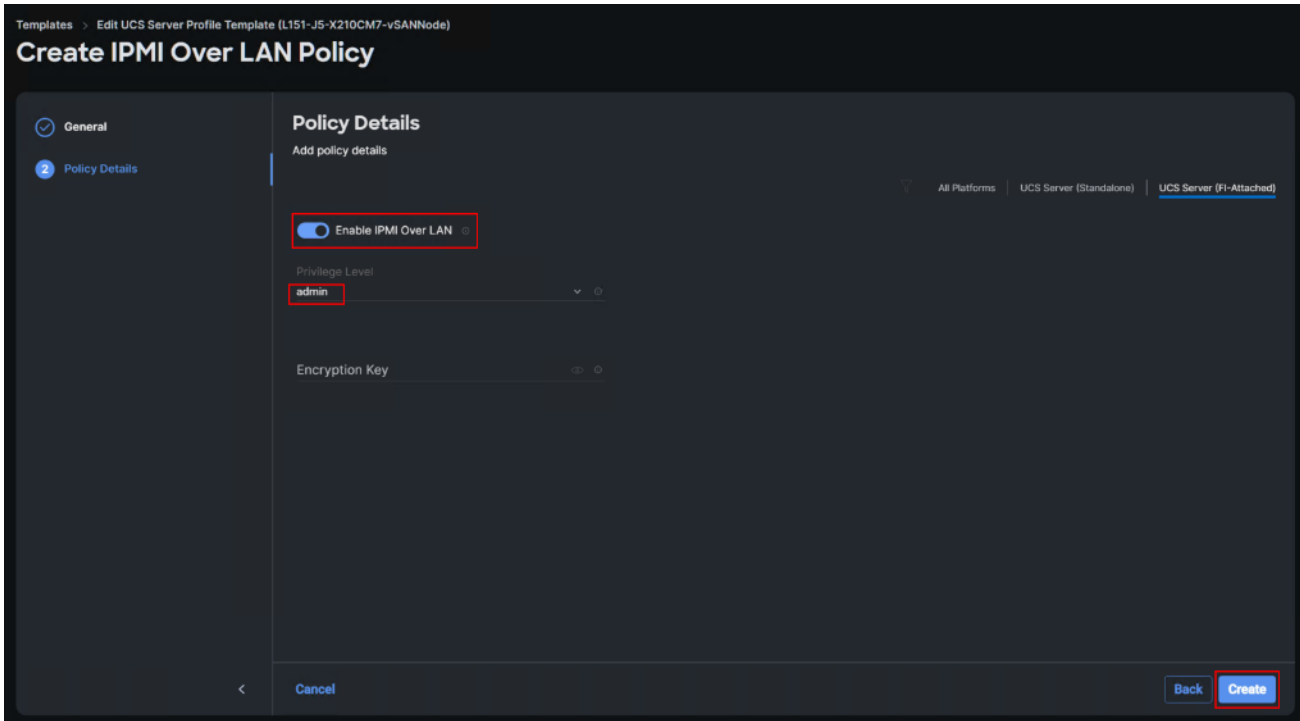 Templates > Edit UCS Server Profile Template (L151-J5-X210CM7-vSANNode)
Create IPMI Over LAN Policy
General
2 Policy Details
Policy Details
Add policy details
All Platforms | UCS Server (Standalone) | UCS Server (FI-Attached)
Enable IPMI Over LAN
Privilege Level
admin
Encryption Key
< Cancel Back Create